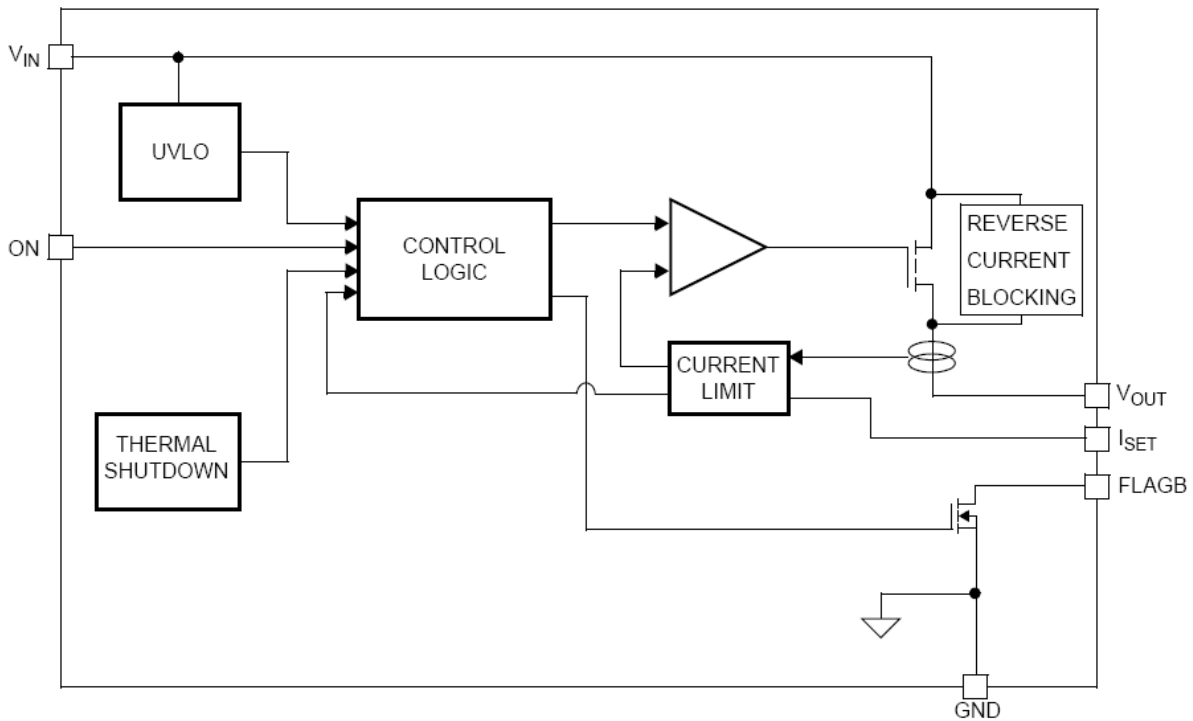 VIN
UVLO
ON
CONTROL
LOGIC
REVERSE
CURRENT
BLOCKING
CURRENT
LIMIT
VOUT
ISET
THERMAL
SHUTDOWN
FLAGB
GND